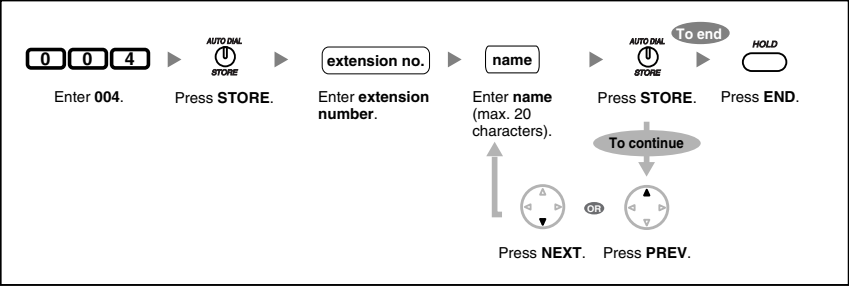 To end
AUTO DIAL
STORE
AUTO DIAL
STORE
HOLD
0 0 4
extension no.
name
Enter 004.
Press STORE.
Enter extension
number.
Enter name
(max. 20
characters).
Press STORE.
Press END.
To continue
OR
Press NEXT.
Press PREV.